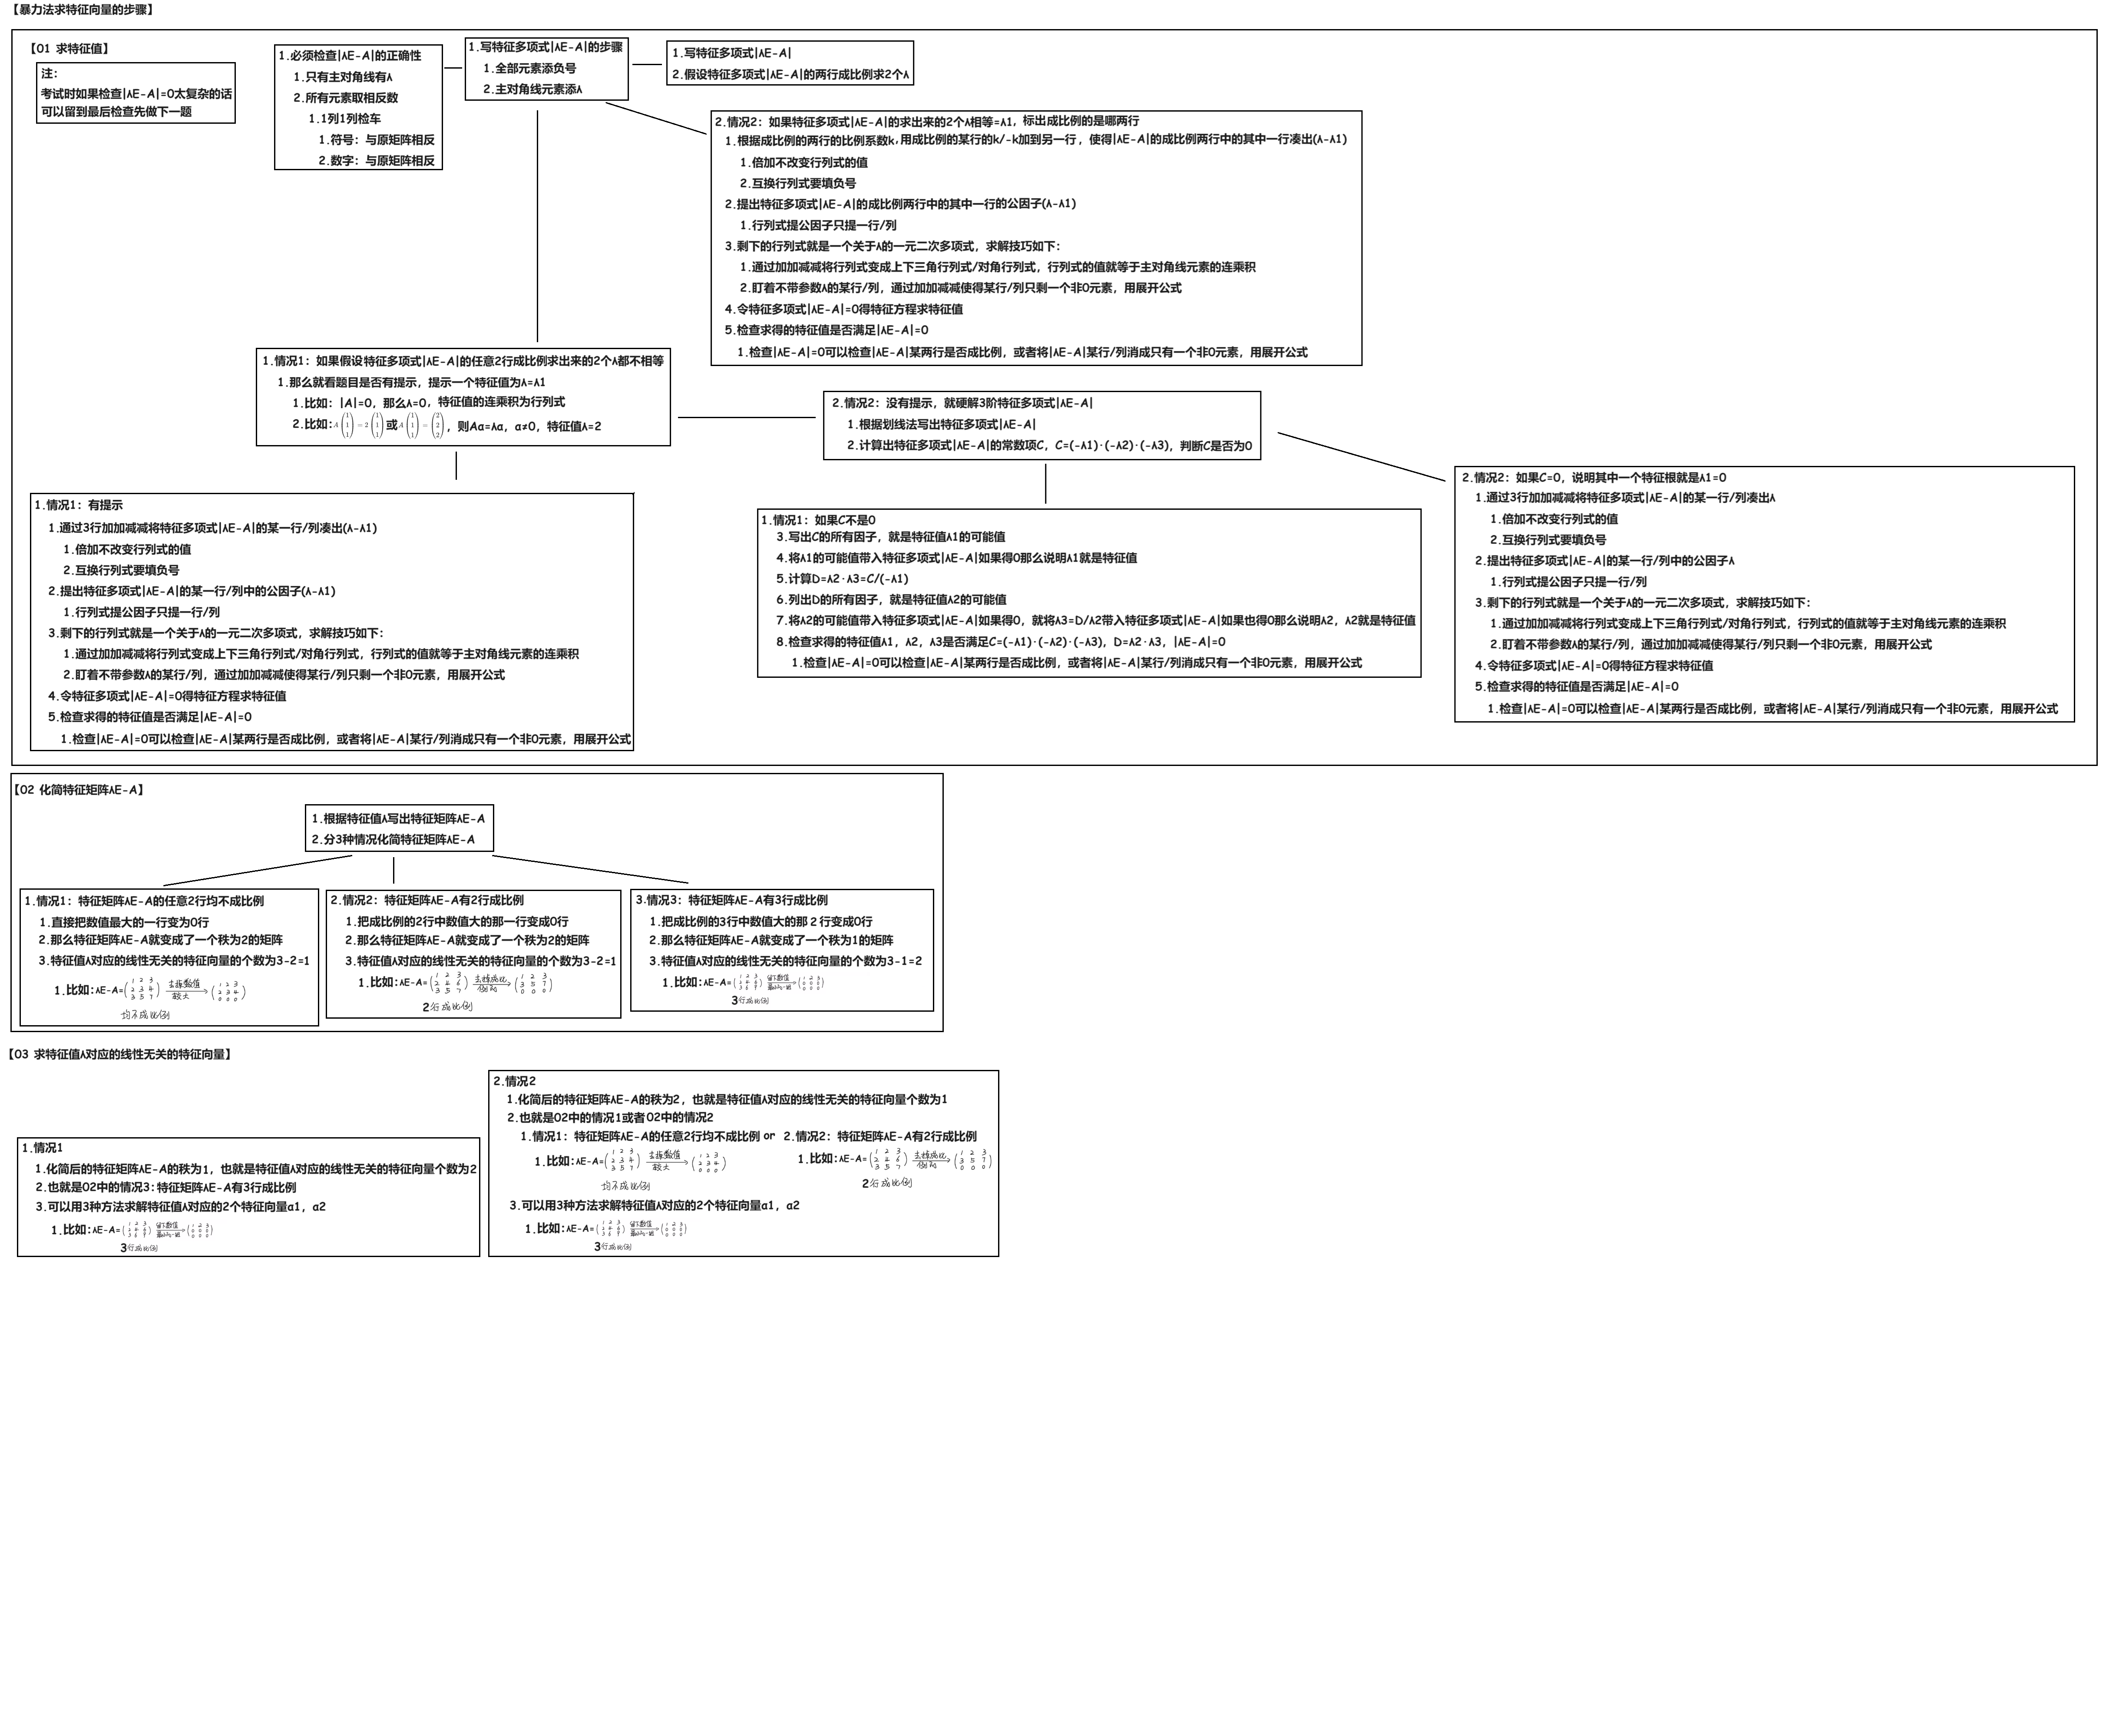 【暴力法求特征向量的步骤】
【01 求特征值】
注：
考试时如果检查|λE-A|=0太复杂的话
可以留到最后检查先做下一题
1.必须检查|λE-A|的正确性
1.只有主对角线有λ
2.所有元素取相反数
1.1列1列检车
1.符号：与原矩阵相反
2.数字：与原矩阵相反
1.写特征多项式|λE-A|的步骤
1.全部元素添负号
2.主对角线元素添λ
1.写特征多项式|λE-A|
2.假设特征多项式|λE-A|的两行成比例求2个λ
2.情况2：如果特征多项式|λE-A|的求出来的2个λ相等=λ1，标出成比例的是哪两行
1.根据成比例的两行的比例系数k，用成比例的某行的k/-k加到另一行，使得|λE-A|的成比例两行中的其中一行凑出(λ-λ1)
1.倍加不改变行列式的值
2.互换行列式要填负号
2.提出特征多项式|λE-A|的成比例两行中的其中一行的公因子(λ-λ1)
1.行列式提公因子只提一行/列
3.剩下的行列式就是一个关于λ的一元二次多项式，求解技巧如下：
1.通过加加减减将行列式变成上下三角行列式/对角行列式，行列式的值就等于主对角线元素的连乘积
2.盯着不带参数λ的某行/列，通过加加减减使得某行/列只剩一个非0元素，用展开公式
4.令特征多项式|λE-A|=0得特征方程求特征值
5.检查求得的特征值是否满足|λE-A|=0
1.检查|λE-A|=0可以检查|λE-A|某两行是否成比例，或者将|λE-A|某行/列消成只有一个非0元素，用展开公式
1.情况1：如果假设特征多项式|λE-A|的任意2行成比例求出来的2个λ都不相等
1.那么就看题目是否有提示，提示一个特征值为λ=λ1
1.比如：|A|=0，那么λ=0，特征值的连乘积为行列式
2.比如：A(1 1 1)=2(1 1 1)或A(1 1 1)=(2 2 2)，则Aα=λα，α≠0，特征值λ=2
2.情况2：没有提示，就硬解3阶特征多项式|λE-A|
1.根据划线法写出特征多项式|λE-A|
2.计算出特征多项式|λE-A|的常数项C，C=(-λ1)·(-λ2)·(-λ3)，判断C是否为0
1.情况1：有提示
1.通过3行加加减减将特征多项式|λE-A|的某一行/列凑出(λ-λ1)
1.倍加不改变行列式的值
2.互换行列式要填负号
2.提出特征多项式|λE-A|的某一行/列中的公因子(λ-λ1)
1.行列式提公因子只提一行/列
3.剩下的行列式就是一个关于λ的一元二次多项式，求解技巧如下：
1.通过加加减减将行列式变成上下三角行列式/对角行列式，行列式的值就等于主对角线元素的连乘积
2.盯着不带参数λ的某行/列，通过加加减减使得某行/列只剩一个非0元素，用展开公式
4.令特征多项式|λE-A|=0得特征方程求特征值
5.检查求得的特征值是否满足|λE-A|=0
1.检查|λE-A|=0可以检查|λE-A|某两行是否成比例，或者将|λE-A|某行/列消成只有一个非0元素，用展开公式
1.情况1：如果C不是0
3.写出C的所有因子，就是特征值λ1的可能值
4.将λ1的可能值带入特征多项式|λE-A|如果得0那么说明λ1就是特征值
5.计算D=λ2·λ3=C/(-λ1)
6.列出D的所有因子，就是特征值λ2的可能值
7.将λ2的可能值带入特征多项式|λE-A|如果得0，就将λ3=D/λ2带入特征多项式|λE-A|如果也得0那么说明λ2，λ2就是特征值
8.检查求得的特征值λ1，λ2，λ3是否满足C=(-λ1)·(-λ2)·(-λ3)，D=λ2·λ3，|λE-A|=0
1.检查|λE-A|=0可以检查|λE-A|某两行是否成比例，或者将|λE-A|某行/列消成只有一个非0元素，用展开公式
2.情况2：如果C=0，说明其中一个特征根就是λ1=0
1.通过3行加加减减将特征多项式|λE-A|的某一行/列凑出λ
1.倍加不改变行列式的值
2.互换行列式要填负号
2.提出特征多项式|λE-A|的某一行/列中的公因子λ
1.行列式提公因子只提一行/列
3.剩下的行列式就是一个关于λ的一元二次多项式，求解技巧如下：
1.通过加加减减将行列式变成上下三角行列式/对角行列式，行列式的值就等于主对角线元素的连乘积
2.盯着不带参数λ的某行/列，通过加加减减使得某行/列只剩一个非0元素，用展开公式
4.令特征多项式|λE-A|=0得特征方程求特征值
5.检查求得的特征值是否满足|λE-A|=0
1.检查|λE-A|=0可以检查|λE-A|某两行是否成比例，或者将|λE-A|某行/列消成只有一个非0元素，用展开公式
【02 化简特征矩阵λE-A】
1.根据特征值λ写出特征矩阵λE-A
2.分3种情况化简特征矩阵λE-A
1.情况1：特征矩阵λE-A的任意2行均不成比例
1.直接把数值最大的一行变为0行
2.那么特征矩阵λE-A就变成了一个秩为2的矩阵
3.特征值λ对应的线性无关的特征向量的个数为3-2=1
1.比如：λE-A=
1 2 3
2 3 4
3 5 7
去掉数值
较大
1 2 3
2 3 4
0 0 0
均不成比例
2.情况2：特征矩阵λE-A有2行成比例
1.把成比例的2行中数值大的那一行变成0行
2.那么特征矩阵λE-A就变成了一个秩为2的矩阵
3.特征值λ对应的线性无关的特征向量的个数为3-2=1
1.比如：λE-A=
1 2 3
2 4 6
3 5 7
去掉成比
例的
1 2 3
3 5 7
0 0 0
2行成比例
3.情况3：特征矩阵λE-A有3行成比例
1.把成比例的3行中数值大的那2行变成0行
2.那么特征矩阵λE-A就变成了一个秩为1的矩阵
3.特征值λ对应的线性无关的特征向量的个数为3-1=2
1.比如：λE-A=
1 2 3
2 4 6
3 6 9
留下数值
1 2 3
0 0 0
0 0 0
3行成比例
【03 求特征值λ对应的线性无关的特征向量】
1.情况1
1.化简后的特征矩阵λE-A的秩为1，也就是特征值λ对应的线性无关的特征向量个数为2
2.也就是02中的情况3：特征矩阵λE-A有3行成比例
3.可以用3种方法求解特征值λ对应的2个特征向量α1，α2
1.比如：λE-A=
1 2 3
2 4 6
3 6 9
留下数值
1 2 3
0 0 0
0 0 0
3行成比例
2.情况2
1.化简后的特征矩阵λE-A的秩为2，也就是特征值λ对应的线性无关的特征向量个数为1
2.也就是02中的情况1或者02中的情况2
1.情况1：特征矩阵λE-A的任意2行均不成比例 or 2.情况2：特征矩阵λE-A有2行成比例
1.比如：λE-A=
1 2 3
2 3 4
3 5 7
去掉数值
较大
1 2 3
2 3 4
0 0 0
均不成比例
1.比如：λE-A=
1 2 3
2 4 6
3 5 7
去掉成比
例的
1 2 3
3 5 7
0 0 0
2行成比例
3.可以用3种方法求解特征值λ对应的2个特征向量α1，α2
1.比如：λE-A=
1 2 3
2 4 6
3 6 9
留下数值
1 2 3
0 0 0
0 0 0
3行成比例